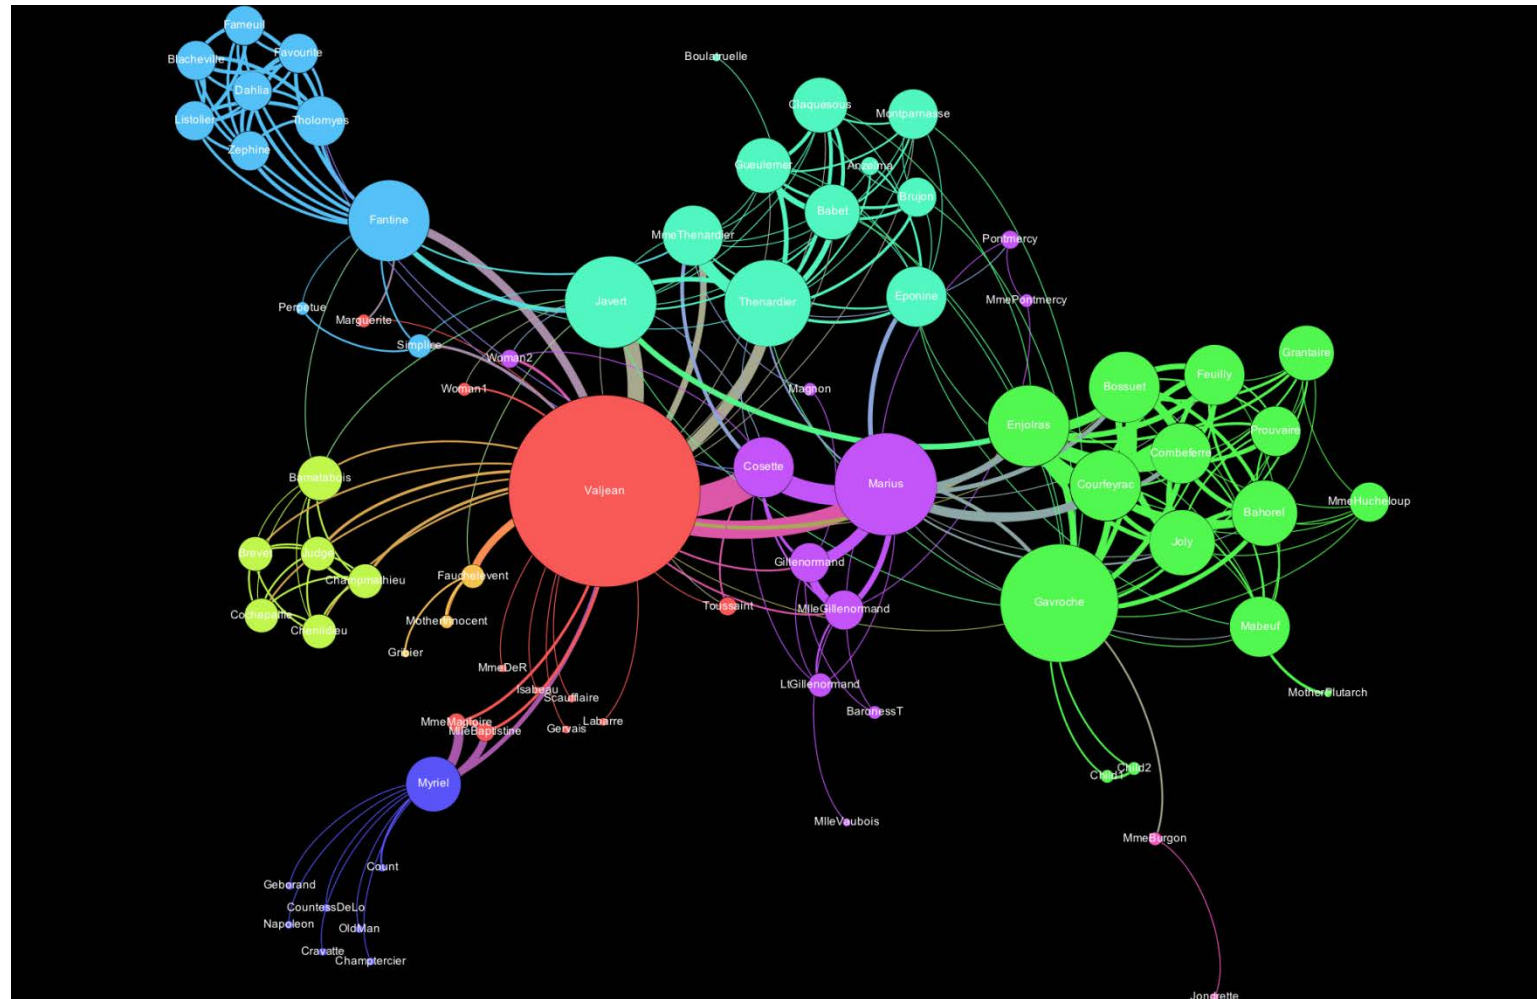 Fameuil
Favourite
Blacheville
Dahlia
Listolier
Tholomyes
Zephine
Boulatruelle
Claquesous
Montparnasse
Gueulemer
Anzelma
Brujon
Babet
Fantine
MmeThenardier
Pontmercy
Javert
Thenardier
Eponine
MmePontmercy
Perpetue
Marguerite
Simplice
Woman2
Woman1
Magnon
Grantaire
Feuilly
Bossuet
Enjolras
Prouvaire
Combeferre
Cosette
Marius
Courfeyrac
Valjean
Bamatabois
MmeHucheloup
Bahorel
Joly
Brevet
Judge
Champmathieu
Fauchelevent
Gillenormand
Gavroche
Toussaint
MlleGillenormand
Cochepaille
Chenildieu
MotherInnocent
Mabeuf
Gribier
MmeDeR
Isabeau
Scaufflaire
LtGillenormand
MotherPlutarch
BaronessT
MmeMagloire
MlleBaptistine
Gervais
Labarre
Myriel
Child2
Child1
MlleVaubois
MmeBurgon
Count
Geborand
CountessDeLo
Napoleon
OldMan
Cravatte
Champtercier
Jondrette